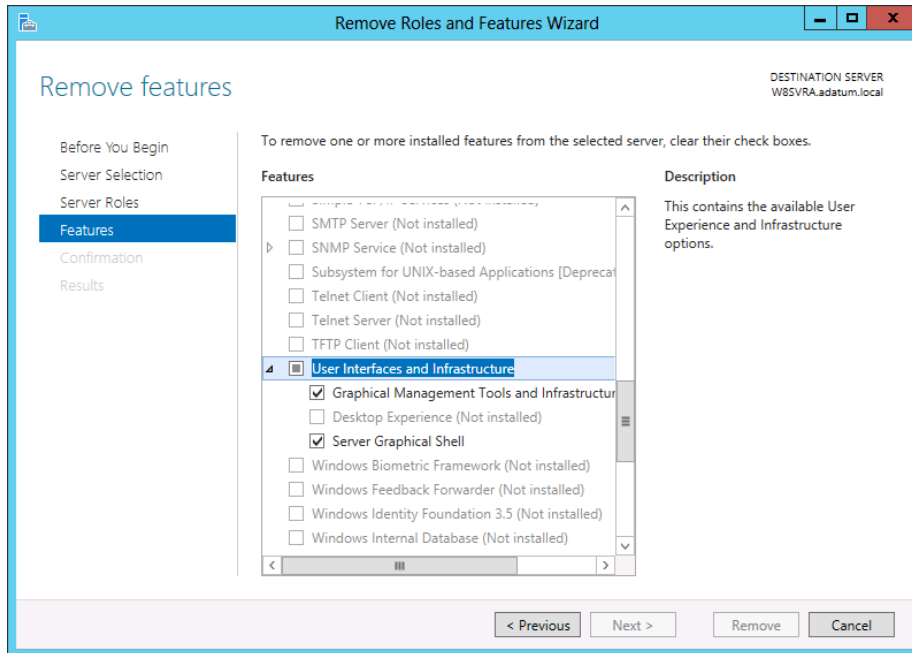 Remove Roles and Features Wizard
Remove features
DESTINATION SERVER
W8SVRA.adatum.local
Before You Begin
Server Selection
Server Roles
Features
Confirmation
Results
To remove one or more installed features from the selected server, clear their check boxes.
Features
SMTP Server (Not installed)
SNMP Service (Not installed)
Subsystem for UNIX-based Applications [Deprecat
Telnet Client (Not installed)
Telnet Server (Not installed)
TFTP Client (Not installed)
User Interfaces and Infrastructure
Graphical Management Tools and Infrastructur
Desktop Experience (Not installed)
Server Graphical Shell
Windows Biometric Framework (Not installed)
Windows Feedback Forwarder (Not installed)
Windows Identity Foundation 3.5 (Not installed)
Windows Internal Database (Not installed)
Description
This contains the available User
Experience and Infrastructure
options.
< Previous
Next >
Remove
Cancel